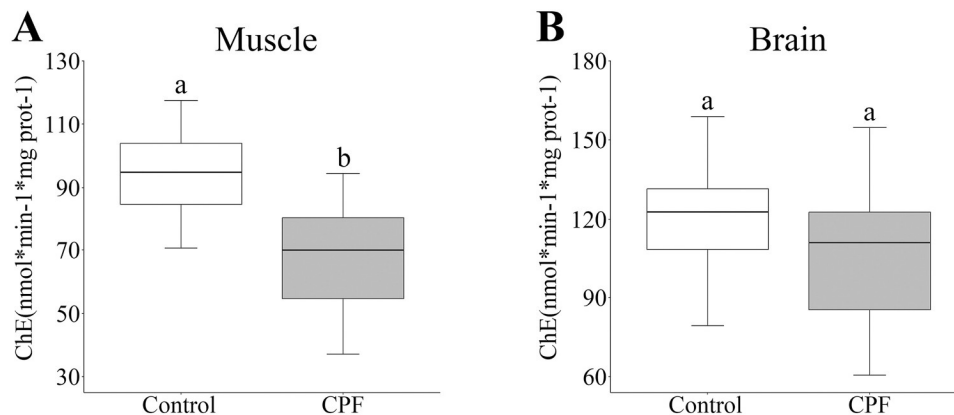 A
Muscle
ChE(nmol*min-1*mg prot-1)
130
110
90
70
50
30
a
b
Control
CPF
B
Brain
ChE(nmol*min-1*mg prot-1)
180
150
120
90
60
a
a
Control
CPF